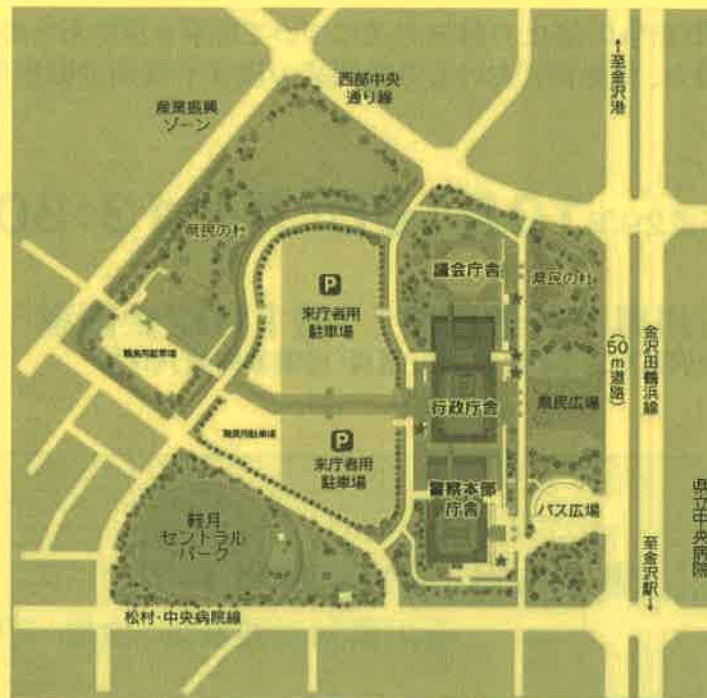 西部中央
通り線
↑至金沢港
産業振興
ゾーン
県民の杜
議会庁舎
県民の杜
P
来庁者用
駐車場
職員用駐車場
(50m道路)
金沢田鶴浜線
行政庁舎
県民広場
職員用駐車場
P
来庁者用
駐車場
警察本部
庁舎
バス広場
県立中央病院
鞍月
セントラル
パーク
至金沢駅↓
松村・中央病院線